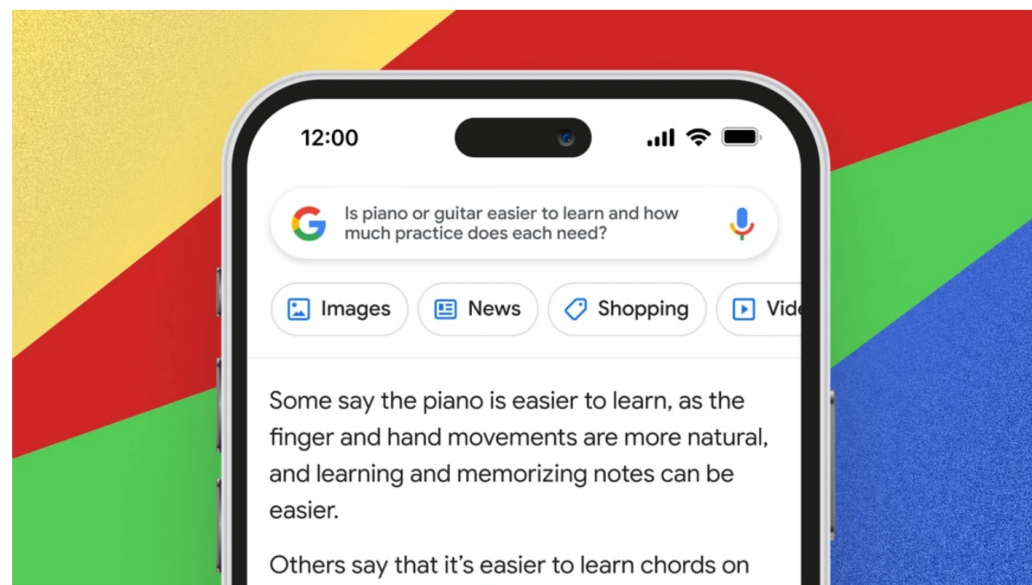 12:00
Is piano or guitar easier to learn and how
much practice does each need?
Images News Shopping
Some say the piano is easier to learn, as the
finger and hand movements are more natural,
and learning and memorizing notes can be
easier.
Others say that it's easier to learn chords on